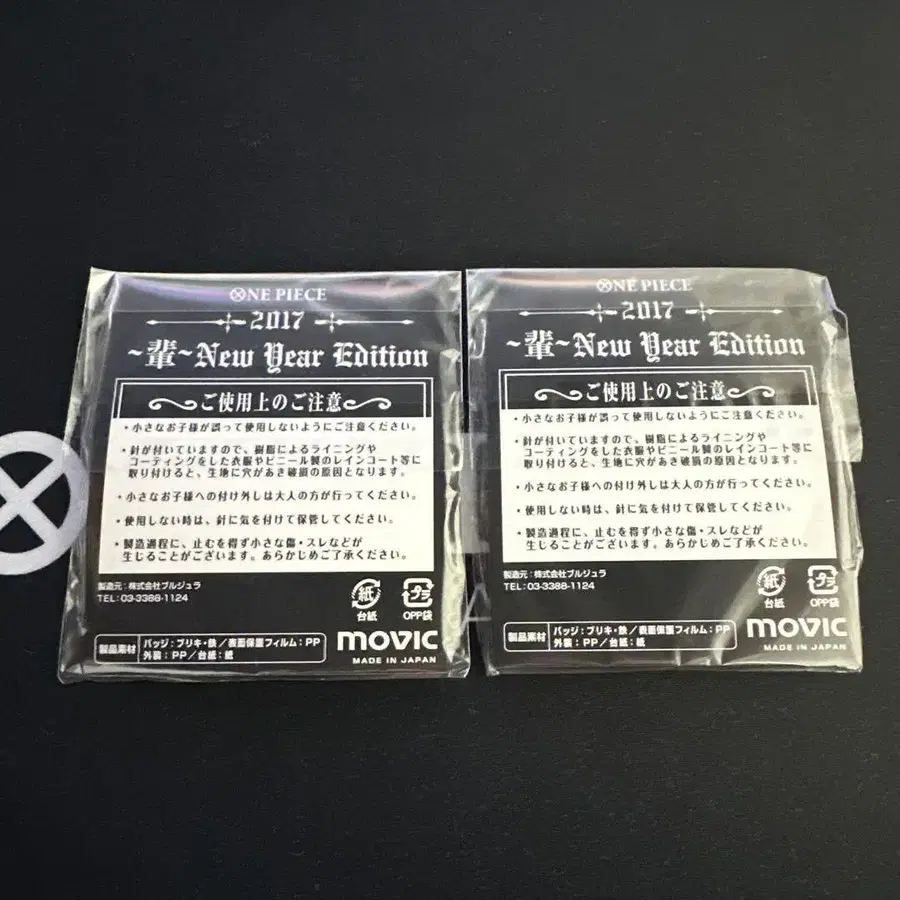 ONE PIECE
2017
~輩~New Year Edition
ご使用上のご注意
・小さなお子様が誤って使用しないようにご注意ください。
・針が付いていますので、樹脂によるライニングや
コーティングをした衣服やビニール製のレインコート等に
取り付けると、生地に穴があき破損の原因となります。
・小さなお子様への付け外しは大人の方が行ってください。
・使用しない時は、針に気を付けて保管してください。
・製造過程に、止むを得ず小さな傷・スレなどが
生じることがございます。あらかじめご了承ください。
製造元：株式会社ブルジュラ
TEL:03-3388-1124
紙
台紙
プラ
OPP袋
製品素材
バッジ：ブリキ・鉄／表面保護フィルム：PP
外装：PP／台紙：紙
movic
MADE IN JAPAN
ONE PIECE
2017
~輩~New Year Edition
ご使用上のご注意
・小さなお子様が誤って使用しないようにご注意ください。
・針が付いていますので、樹脂によるライニングや
コーティングをした衣服やビニール製のレインコート等に
取り付けると、生地に穴があき破損の原因となります。
・小さなお子様への付け外しは大人の方が行ってください。
・使用しない時は、針に気を付けて保管してください。
・製造過程に、止むを得ず小さな傷・スレなどが
生じることがございます。あらかじめご了承ください。
製造元：株式会社ブルジュラ
TEL:03-3388-1124
紙
台紙
プラ
OPP袋
製品素材
バッジ：ブリキ・鉄／表面保護フィルム：PP
外装：PP／台紙：紙
movic
MADE IN JAPAN